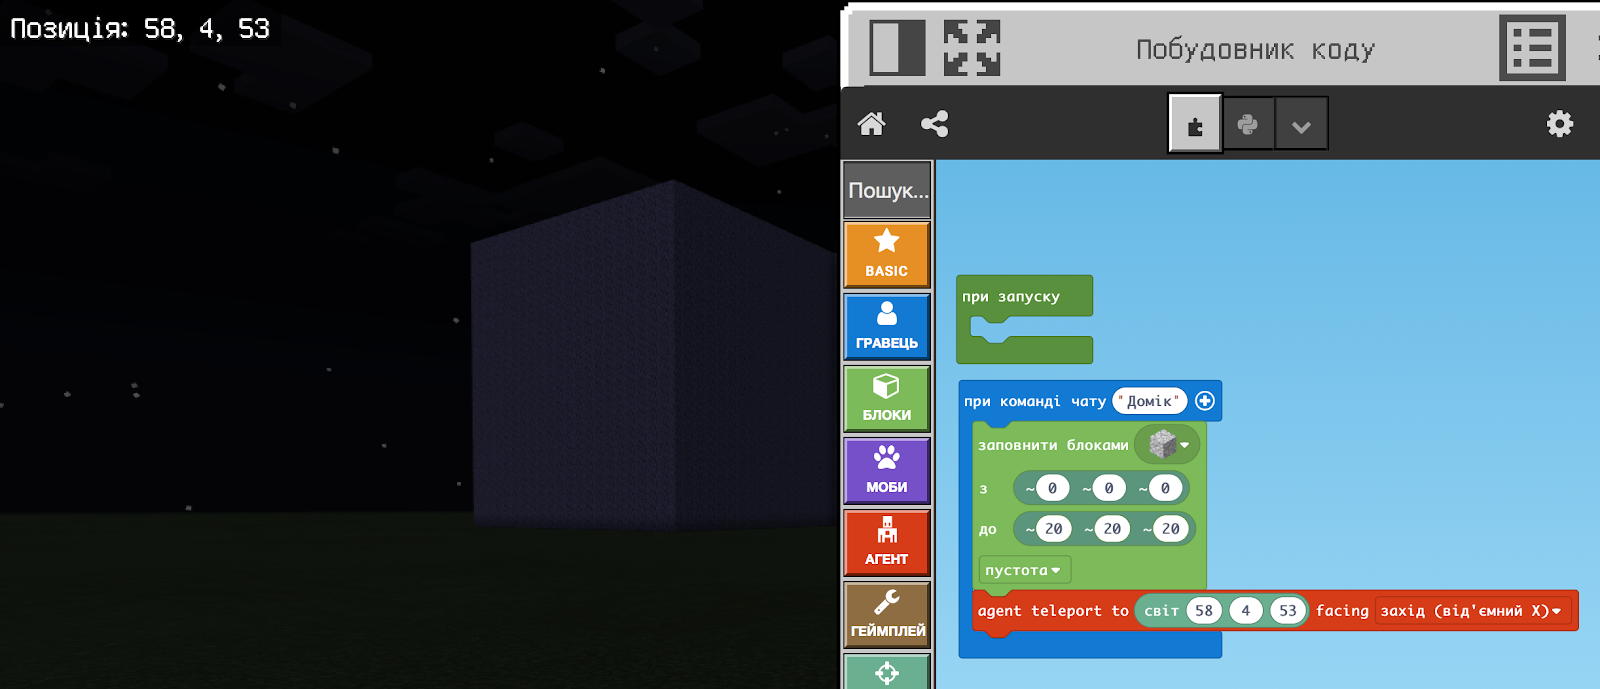 Позиція: 58, 4, 53
Побудовник коду
Пошук...
BASIC
ГРАВЕЦЬ
БЛОКИ
МОБИ
АГЕНТ
ГЕЙМПЛЕЙ
при запуску
при команді чату "Домік"
заповнити блоками
з ~0 ~0 ~0
до ~20 ~20 ~20
пустота
agent teleport to світ 58 4 53 facing захід (від'ємний X)